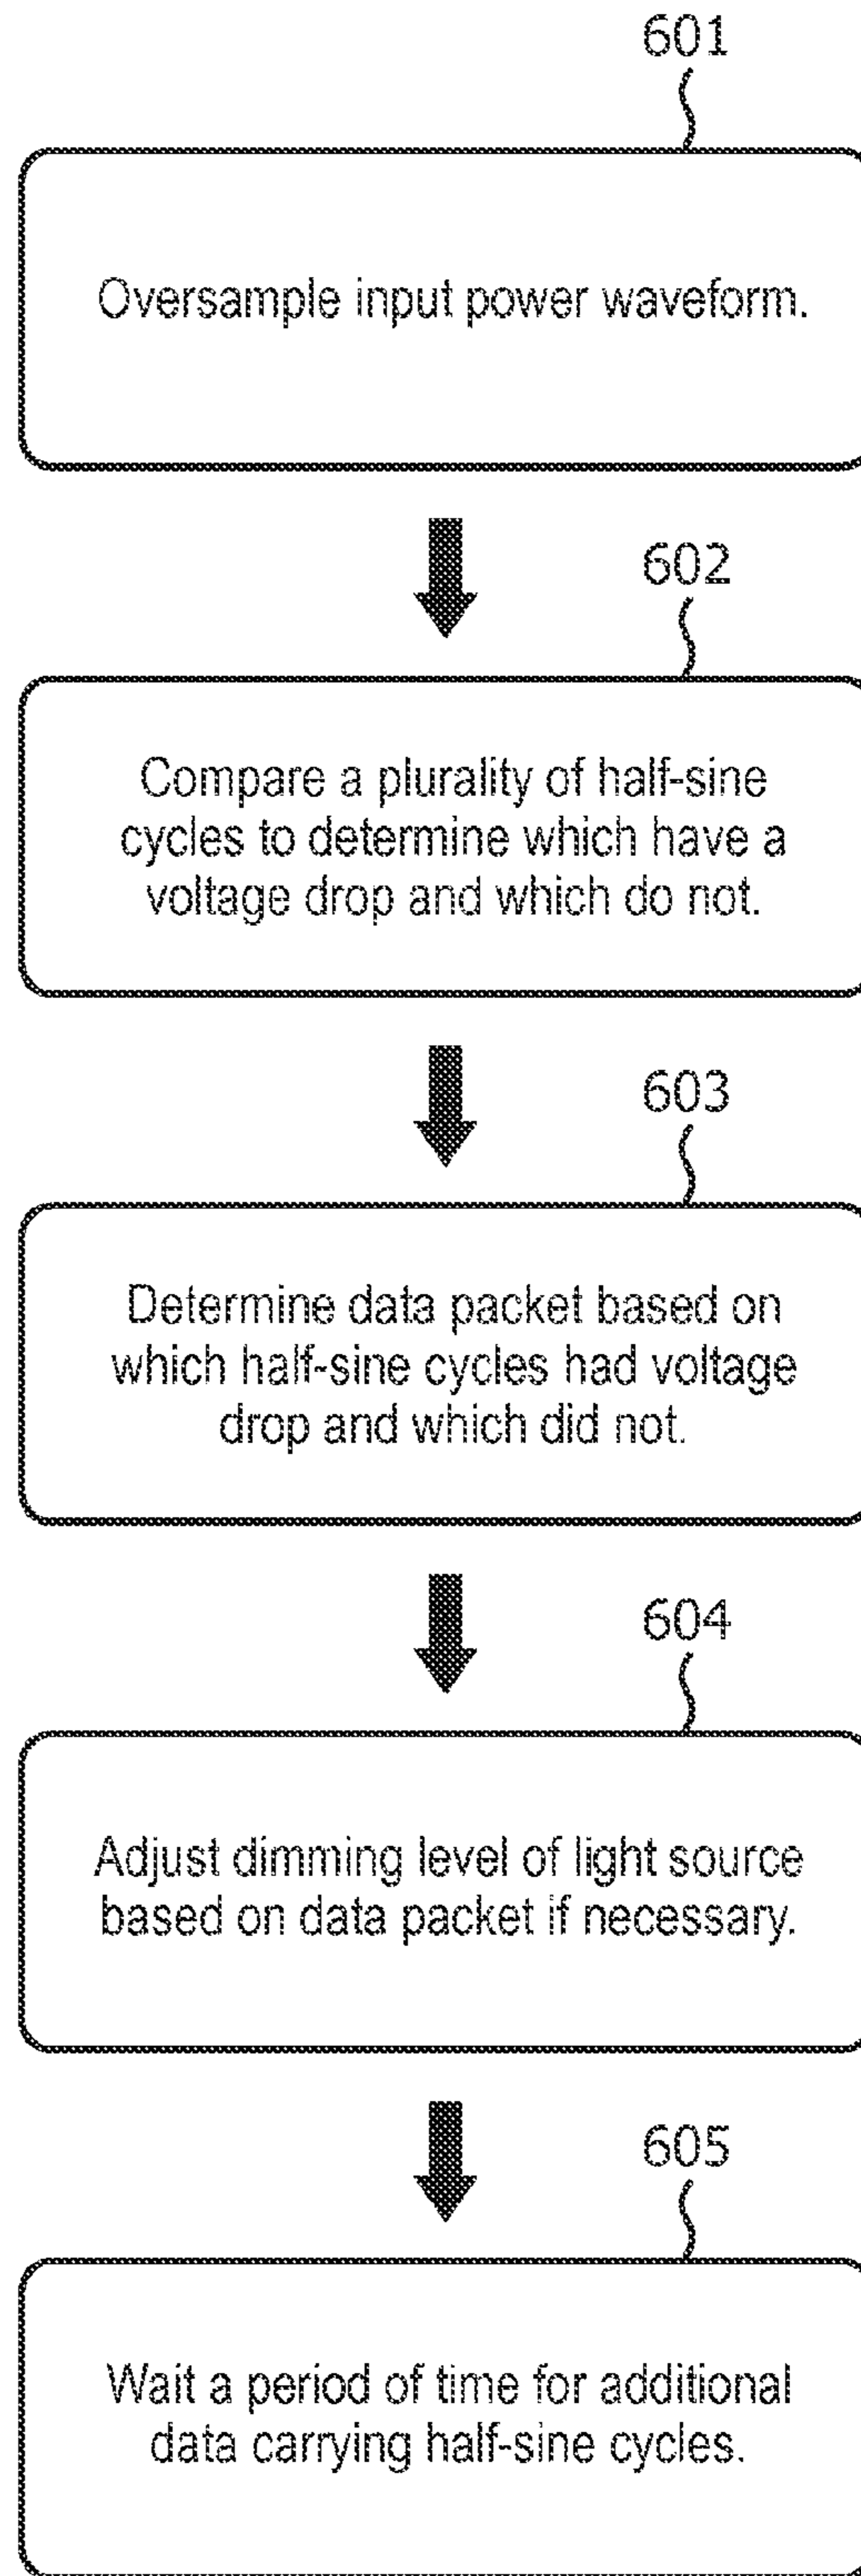 601
Oversample input power waveform.
602
Compare a plurality of half-sine
cycles to determine which have a
voltage drop and which do not.
603
Determine data packet based on
which half-sine cycles had voltage
drop and which did not.
604
Adjust dimming level of light source
based on data packet if necessary.
605
Wait a period of time for additional
data carrying half-sine cycles.